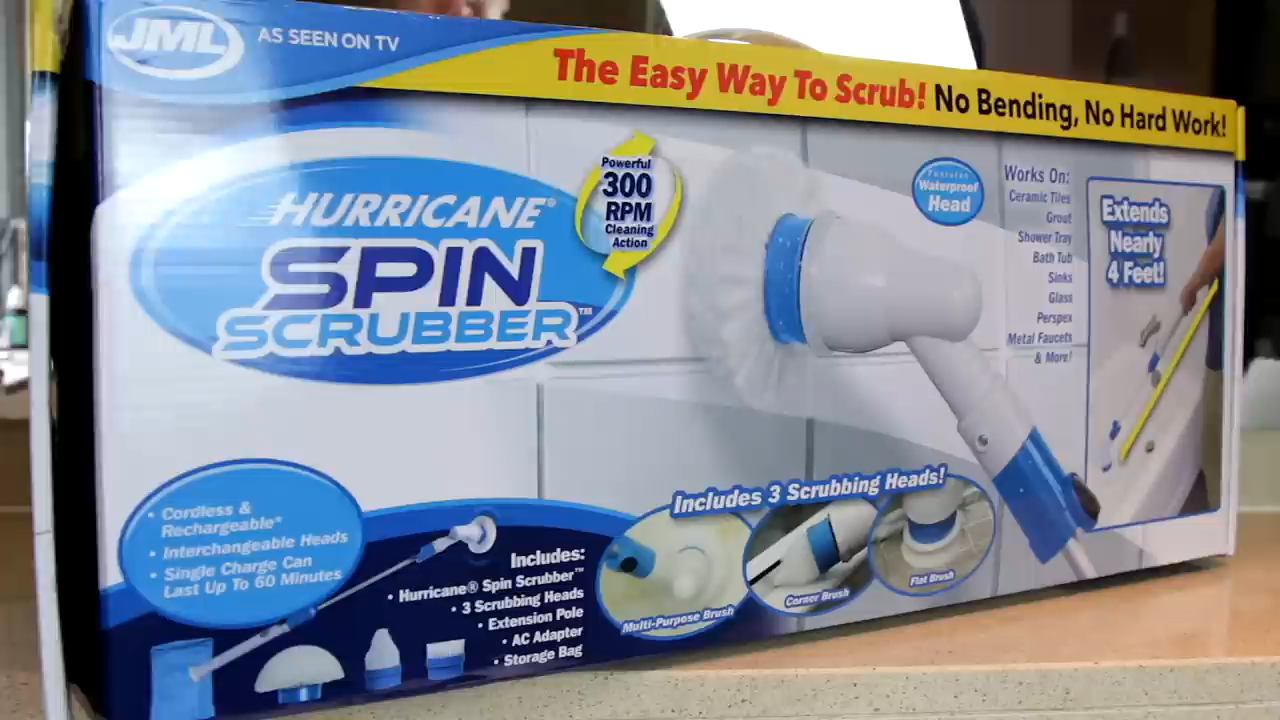 JML
AS SEEN ON TV
The Easy Way To Scrub! No Bending, No Hard Work!
HURRICANE®
SPIN
SCRUBBER™
Powerful
300
RPM
Cleaning
Action
Features
Waterproof
Head
Works On:
Ceramic Tiles
Grout
Shower Tray
Bath Tub
Sinks
Glass
Perspex
Metal Faucets
& More!
Extends
Nearly
4 Feet!
• Cordless &
Rechargeable*
• Interchangeable Heads
• Single Charge Can
Last Up To 60 Minutes
Includes:
• Hurricane® Spin Scrubber™
• 3 Scrubbing Heads
• Extension Pole
• AC Adapter
• Storage Bag
Includes 3 Scrubbing Heads!
Multi-Purpose Brush
Corner Brush
Flat Brush